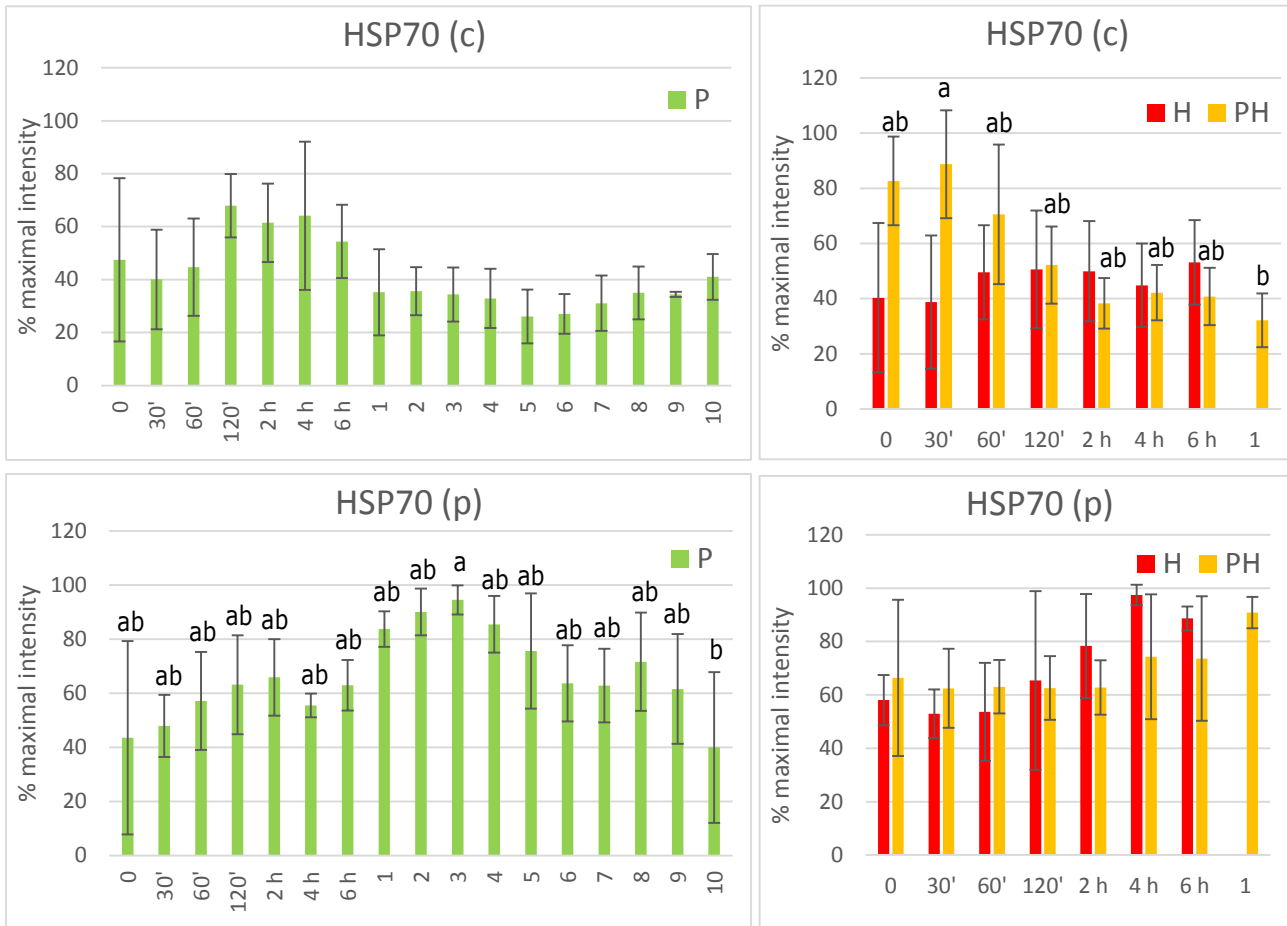 HSP70 (c)
% maximal intensity
120
100
80
60
40
20
0
P
0 30' 60' 120' 2 h 4 h 6 h 1 2 3 4 5 6 7 8 9 10
HSP70 (c)
% maximal intensity
120
100
80
60
40
20
0
H PH
ab a ab ab ab ab ab b
0 30' 60' 120' 2 h 4 h 6 h 1
HSP70 (p)
% maximal intensity
120
100
80
60
40
20
0
P
ab ab ab ab ab ab ab ab ab a ab ab ab ab ab ab b
0 30' 60' 120' 2 h 4 h 6 h 1 2 3 4 5 6 7 8 9 10
HSP70 (p)
% maximal intensity
120
100
80
60
40
20
0
H PH
0 30' 60' 120' 2 h 4 h 6 h 1